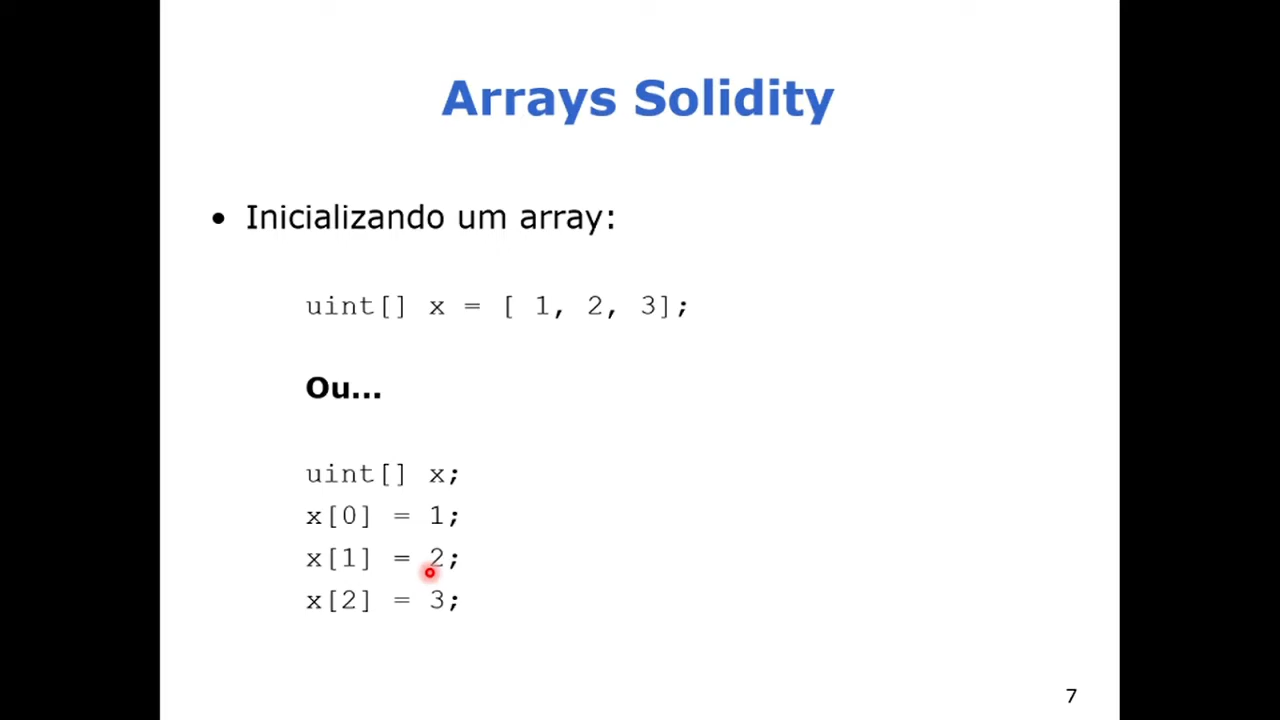 Arrays Solidity
• Inicializando um array:
uint[] x = [ 1, 2, 3];
Ou...
uint[] x;
x[0] = 1;
x[1] = 2;
x[2] = 3;
7